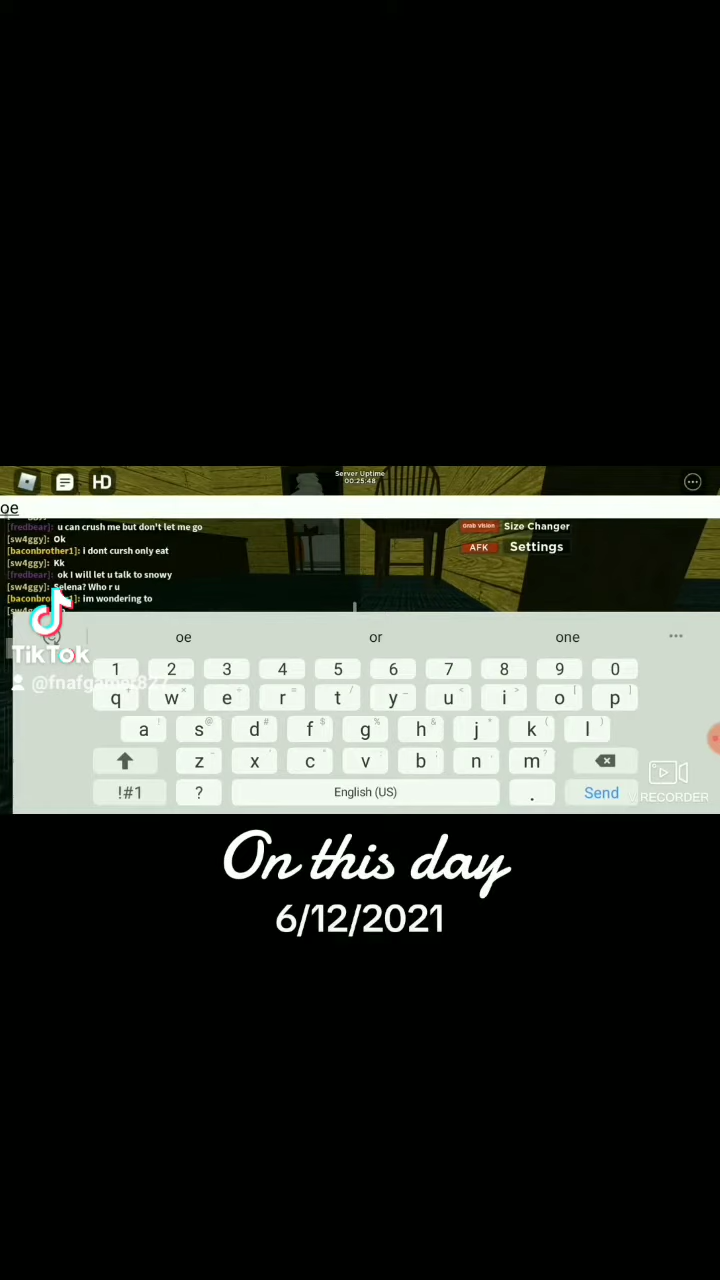 HD
Server Uptime
00:25:48
oe
[fredbear]: u can crush me but don't let me go
[sw4ggy]: Ok
[baconbrother1]: i dont cursh only eat
[sw4ggy]: Kk
[fredbear]: ok I will let u talk to snowy
[sw4ggy]: Selena? Who r u
im wondering to
Size Changer
AFK Settings
TikTok
@fnafgamer827
oe or one
1 2 3 4 5 6 7 8 9 0
q w e r t y u i o p
a s d f g h j k l
z x c v b n m
!#1 ? English (US) . Send
RECORDER
On this day
6/12/2021